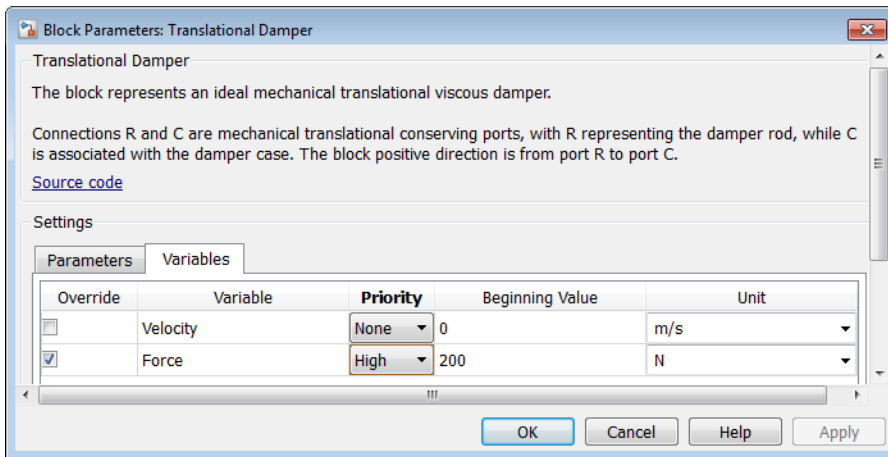 Block Parameters: Translational Damper
Translational Damper
The block represents an ideal mechanical translational viscous damper.
Connections R and C are mechanical translational conserving ports, with R representing the damper rod, while C
is associated with the damper case. The block positive direction is from port R to port C.
Source code
Settings
Parameters Variables
Override Variable Priority Beginning Value Unit
Velocity None 0 m/s
Force High 200 N
OK Cancel Help Apply